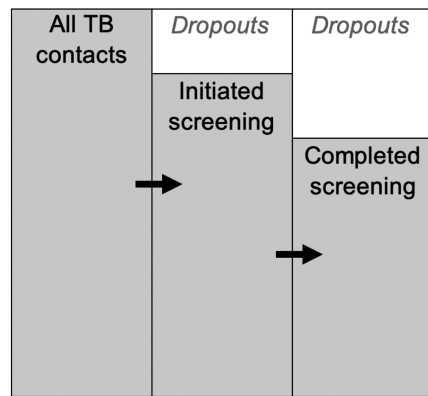 All TB
contacts
Dropouts
Initiated
screening
Dropouts
Completed
screening